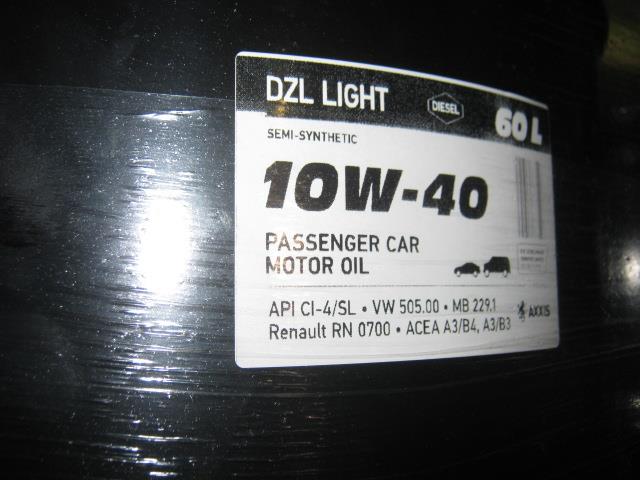 DZL LIGHT
DIESEL
60 L
SEMI-SYNTHETIC
10W-40
PASSENGER CAR
MOTOR OIL
API CI-4/SL • VW 505.00 • MB 229.1
Renault RN 0700 • ACEA A3/B4, A3/B3
AXXIS